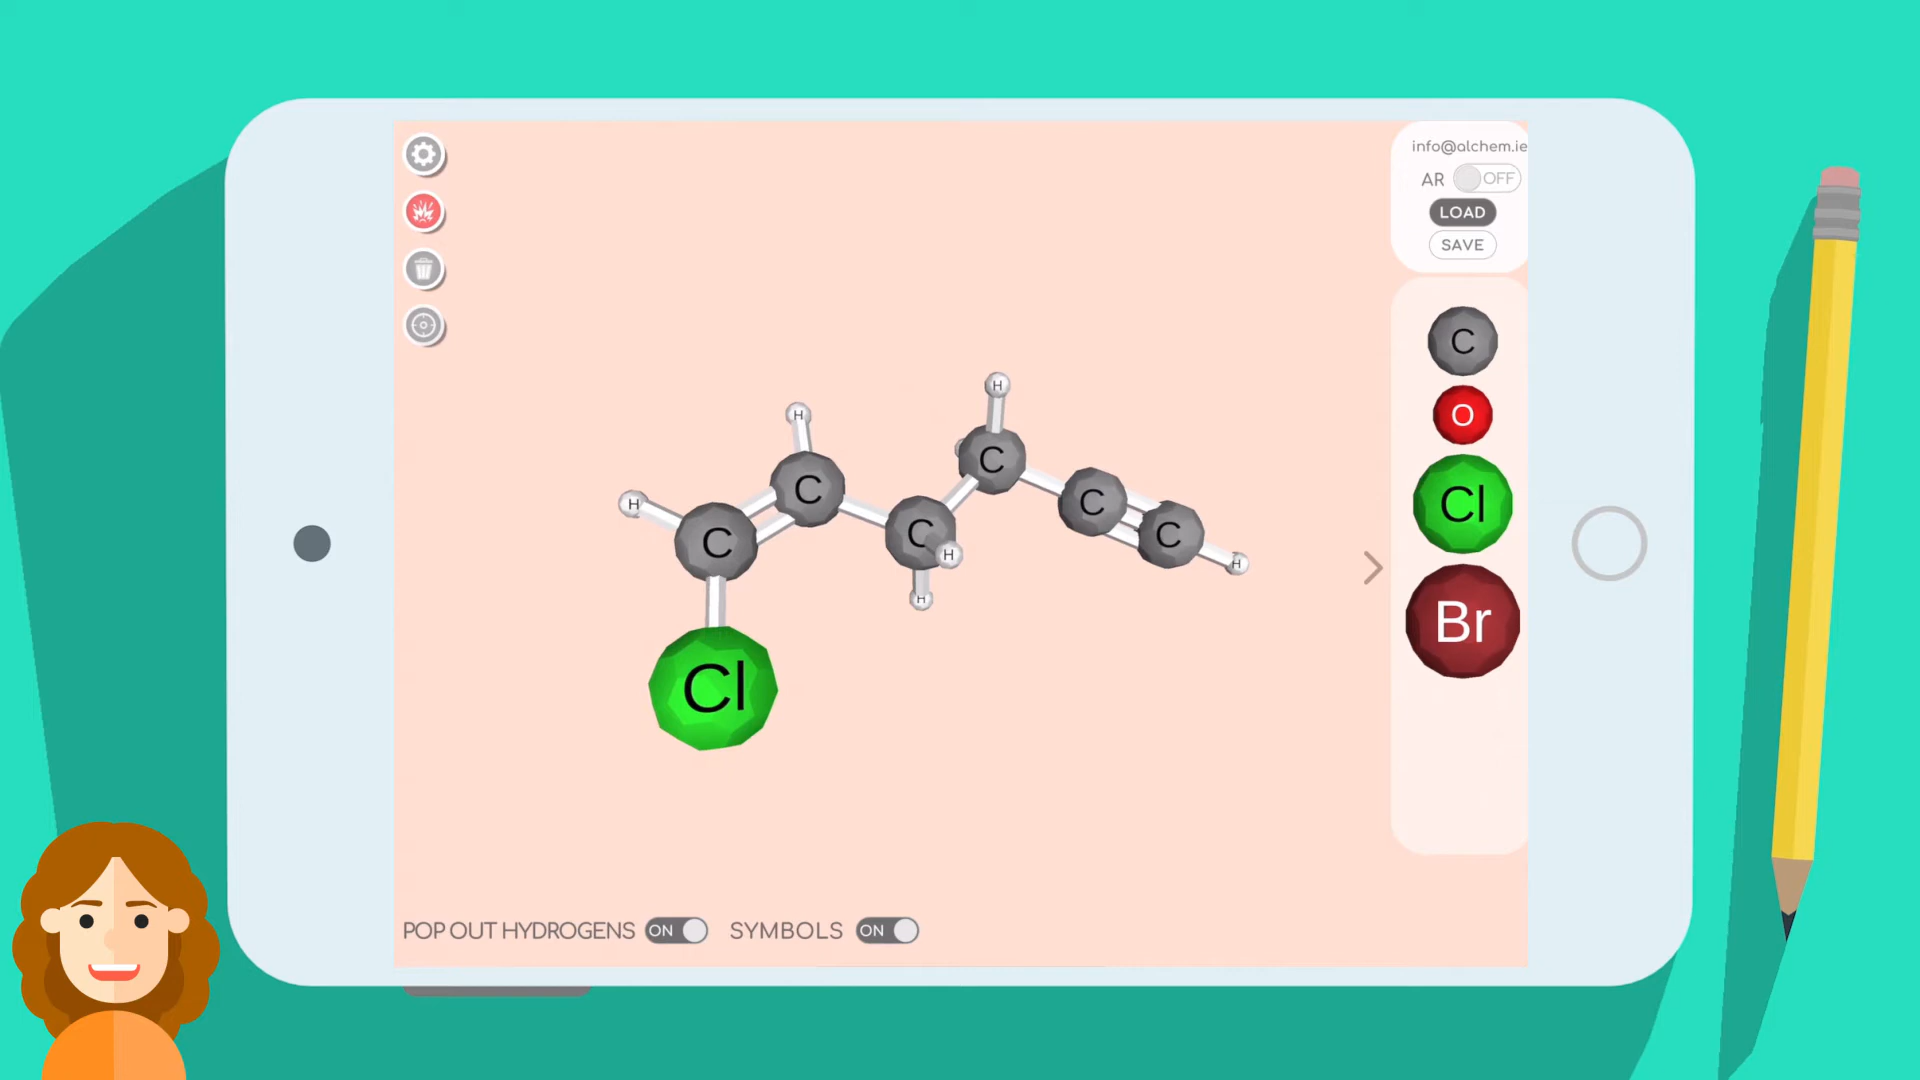 info@alchem.ie
AR OFF
LOAD
SAVE
C
O
Cl
Br
H
H
H
C
C
C
C
C
C
H
H
H
Cl
POP OUT HYDROGENS ON SYMBOLS ON